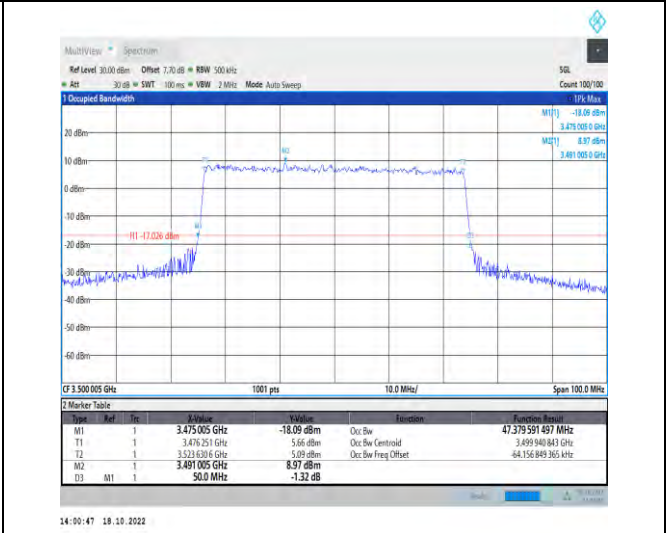 MultiView Spectrum
Ref Level 30.00 dBm Offset 7.70 dB RBW 500 kHz SGL
Att 30 dB SWT 100 ms VBW 2 MHz Mode Auto Sweep Count 100/100
1 Occupied Bandwidth 1Pk Max
M1[1] -18.09 dBm
3.475 005 0 GHz
M2[1] 8.97 dBm
3.491 005 0 GHz
20 dBm
M2
10 dBm
0 dBm
-10 dBm
M1
H1 -17.026 dBm
-20 dBm
-30 dBm
-40 dBm
-50 dBm
-60 dBm
CF 3.500 005 GHz 1001 pts 10.0 MHz/ Span 100.0 MHz
2 Marker Table
Type Ref Trc X-Value Y-Value Function Function Result
M1 1 3.475 005 GHz -18.09 dBm Occ Bw 47.379 591 497 MHz
T1 1 3.476 251 GHz 5.66 dBm Occ Bw Centroid 3.499 940 843 GHz
T2 1 3.523 630 6 GHz 5.09 dBm Occ Bw Freq Offset -64.156 849 365 kHz
M2 1 3.491 005 GHz 8.97 dBm
D3 M1 1 50.0 MHz -1.32 dB
14:00:47 18.10.2022